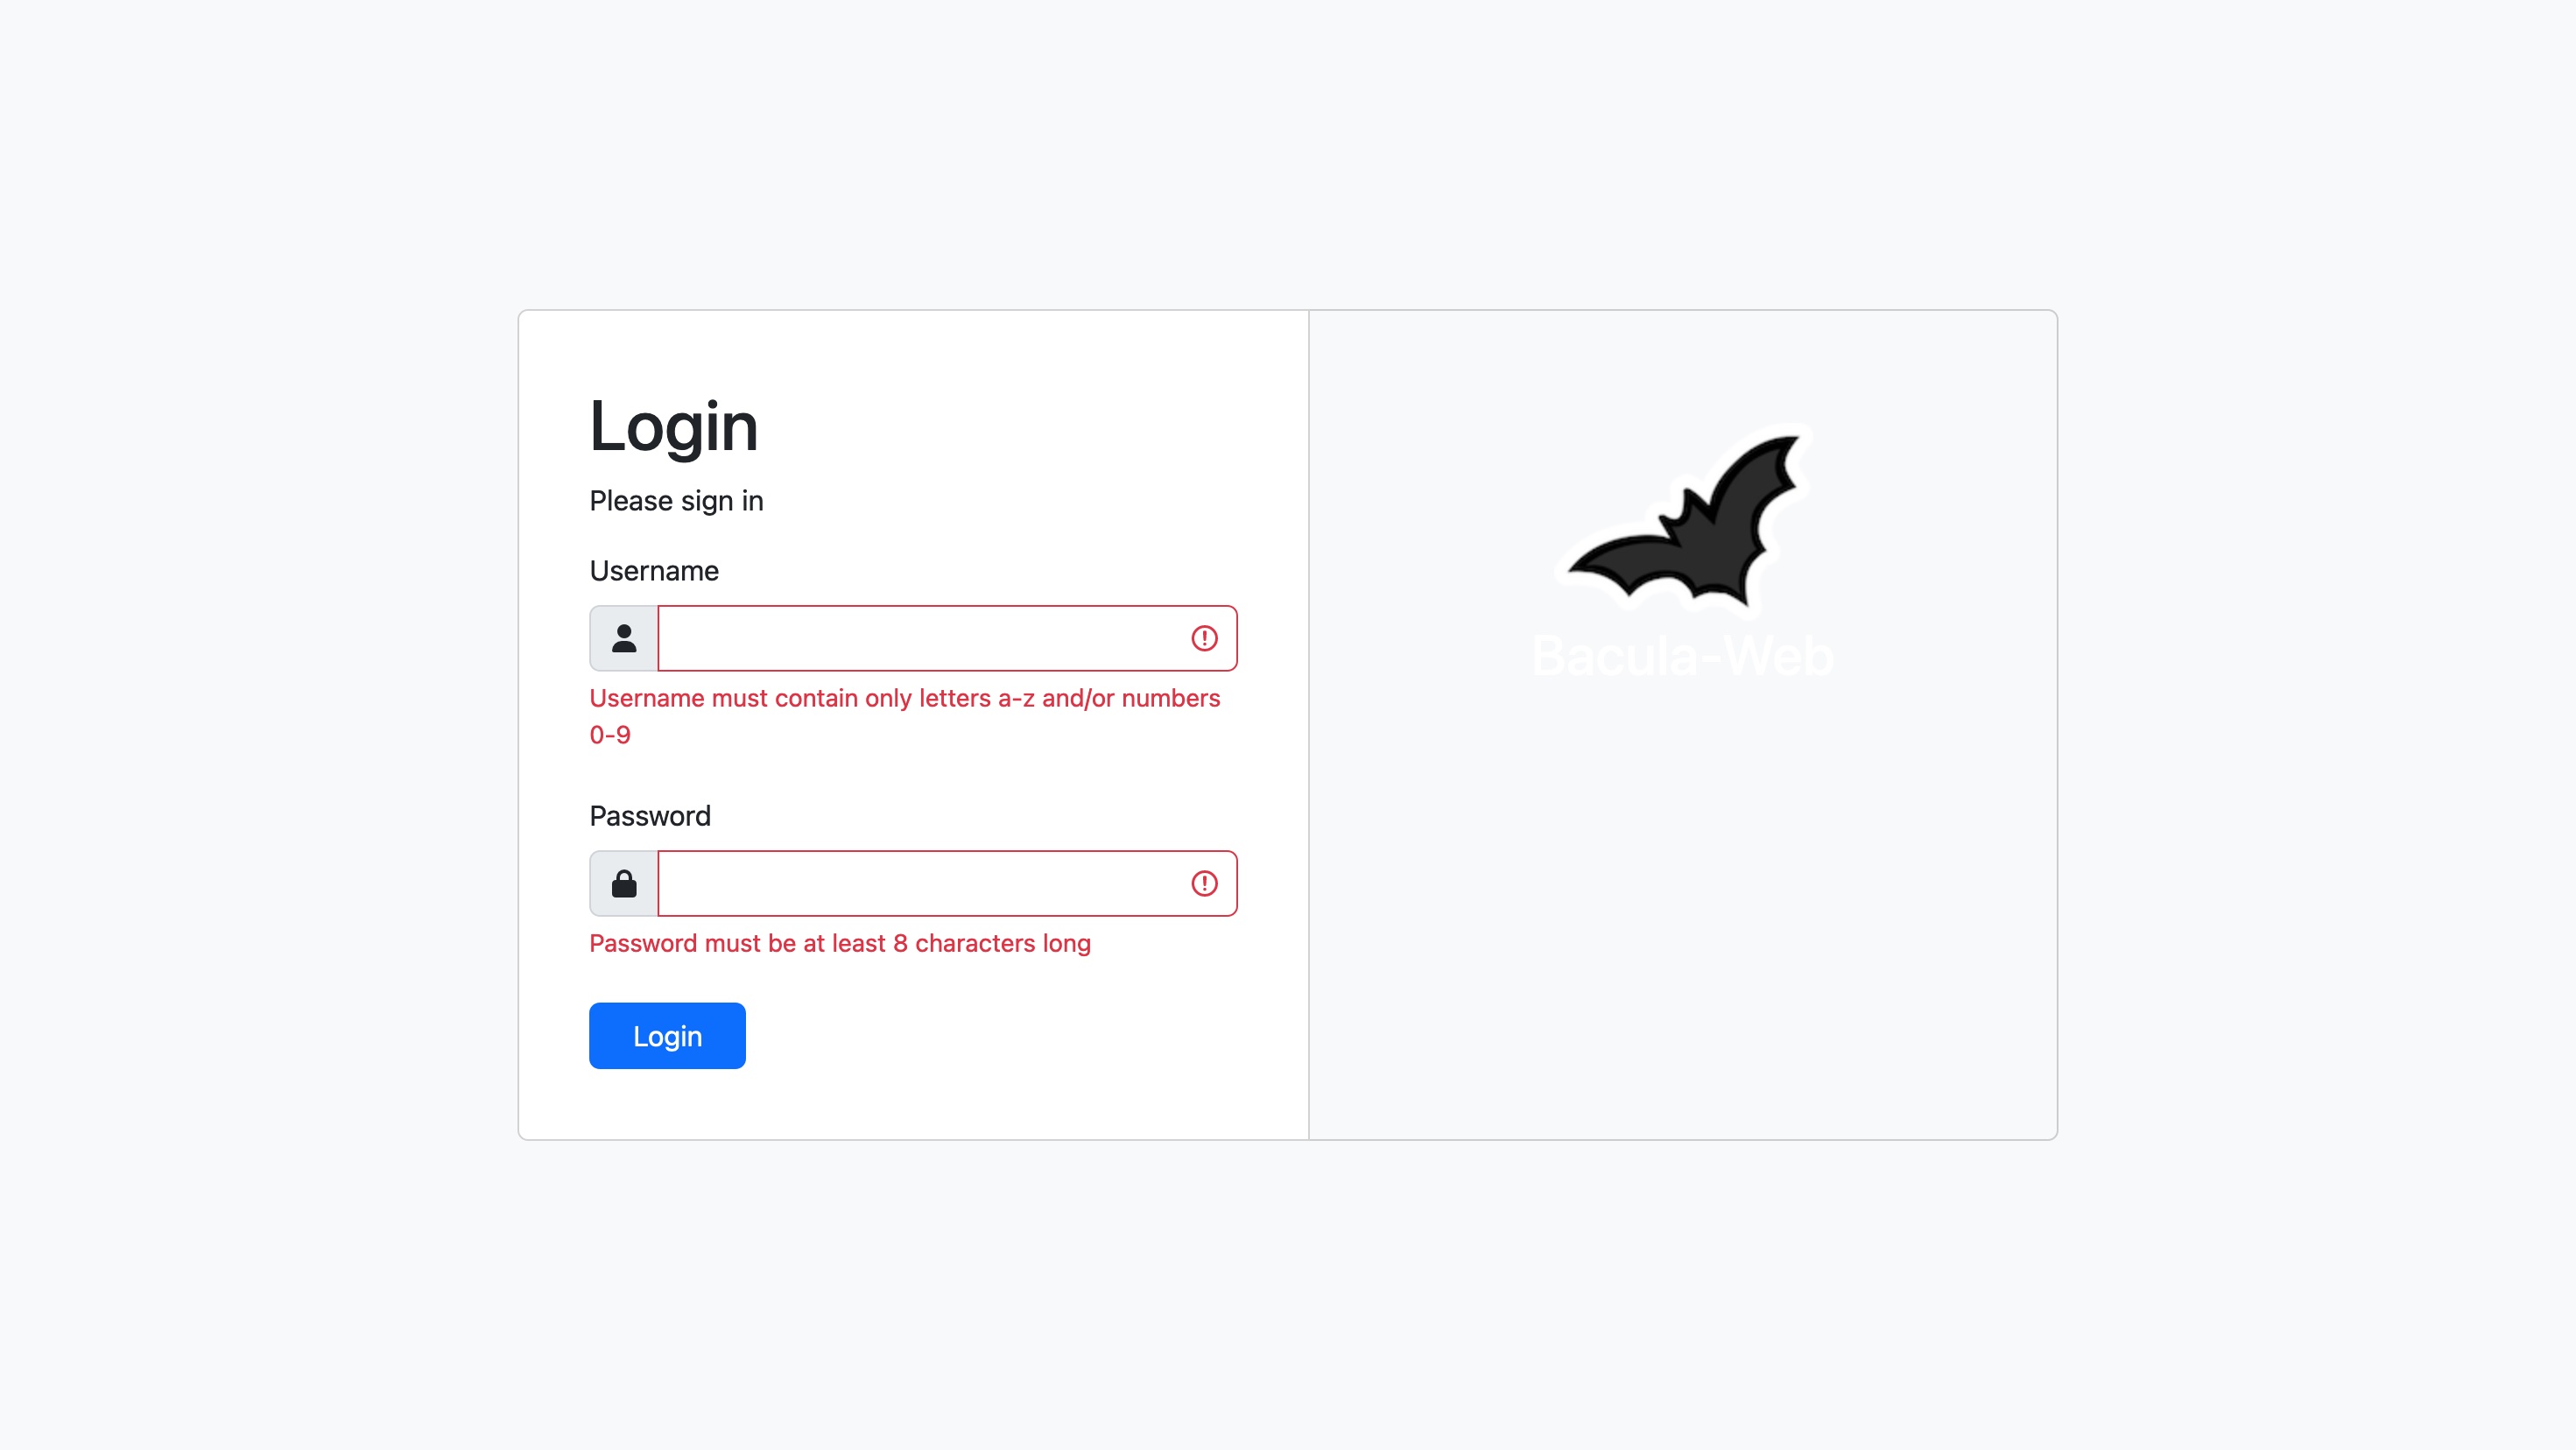 Login
Please sign in
Username
Username must contain only letters a-z and/or numbers
0-9
Password
Password must be at least 8 characters long
Login
Bacula-Web